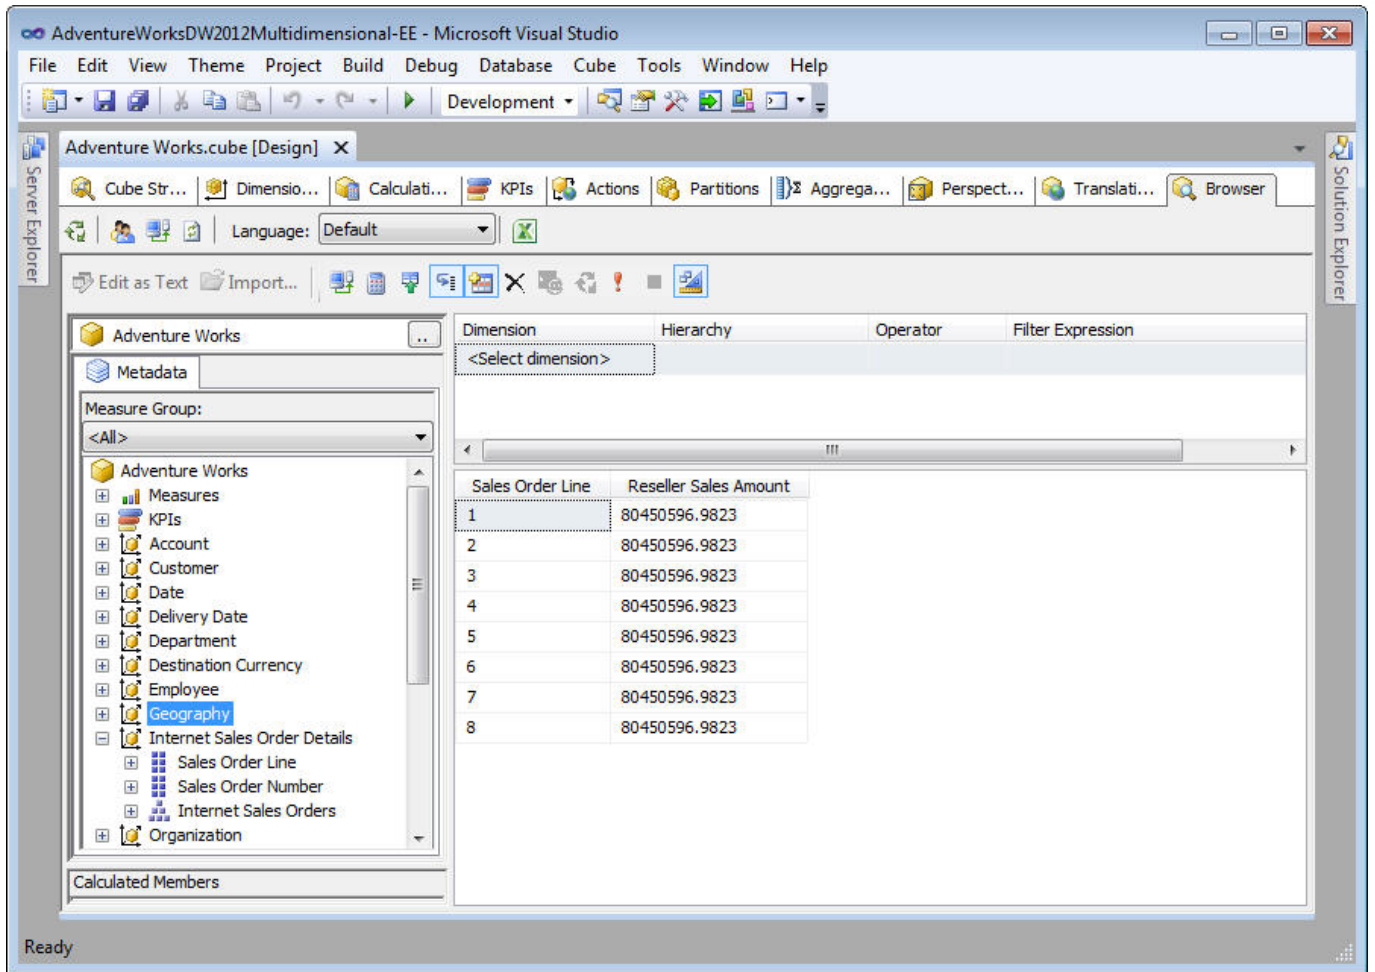 AdventureWorksDW2012Multidimensional-EE - Microsoft Visual Studio
File Edit View Theme Project Build Debug Database Cube Tools Window Help
Development
Server Explorer
Adventure Works.cube [Design]
Solution Explorer
Cube Str... Dimensio... Calculati... KPIs Actions Partitions Aggrega... Perspect... Translati... Browser
Language: Default
Edit as Text Import...
Adventure Works ..
Metadata
Measure Group:
<All>
Adventure Works
Measures
KPIs
Account
Customer
Date
Delivery Date
Department
Destination Currency
Employee
Geography
Internet Sales Order Details
Sales Order Line
Sales Order Number
Internet Sales Orders
Organization
Calculated Members
Dimension Hierarchy Operator Filter Expression
<Select dimension>
Sales Order Line Reseller Sales Amount
1 80450596.9823
2 80450596.9823
3 80450596.9823
4 80450596.9823
5 80450596.9823
6 80450596.9823
7 80450596.9823
8 80450596.9823
Ready